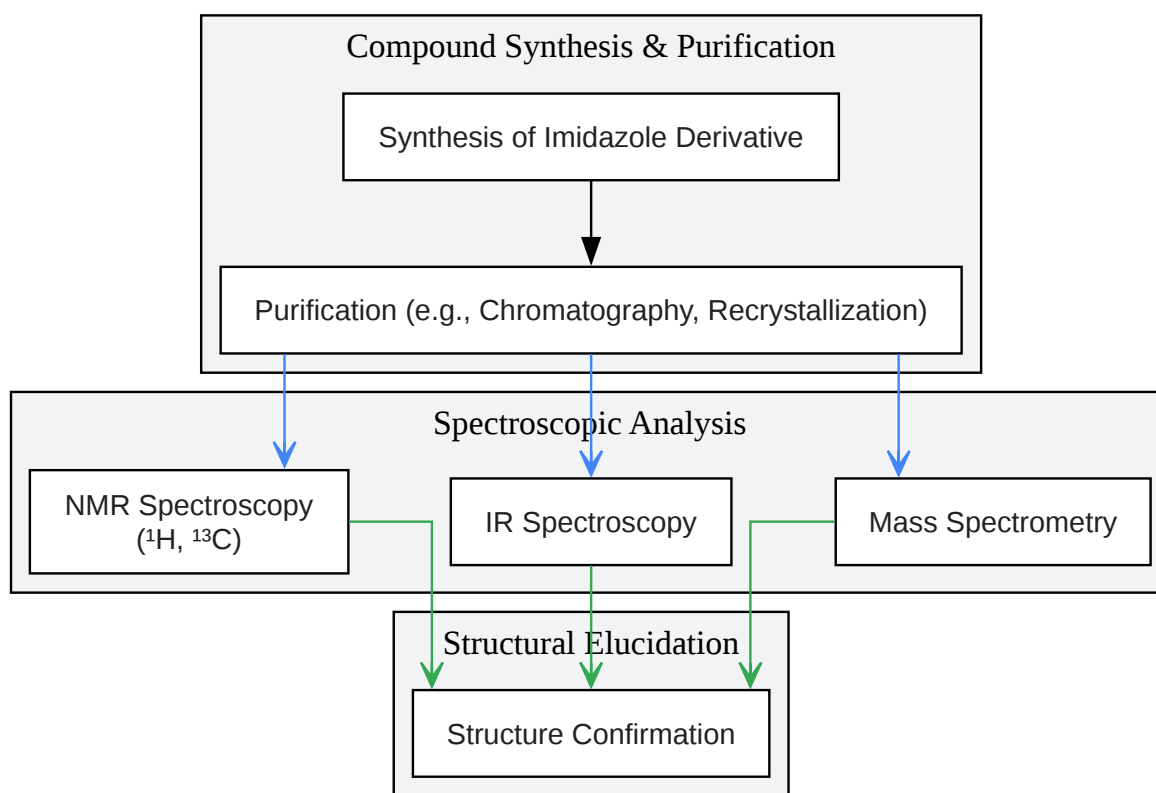 Compound Synthesis & Purification
Synthesis of Imidazole Derivative
Purification (e.g., Chromatography, Recrystallization)
Spectroscopic Analysis
NMR Spectroscopy
(¹H, ¹³C)
IR Spectroscopy
Mass Spectrometry
Structural Elucidation
Structure Confirmation